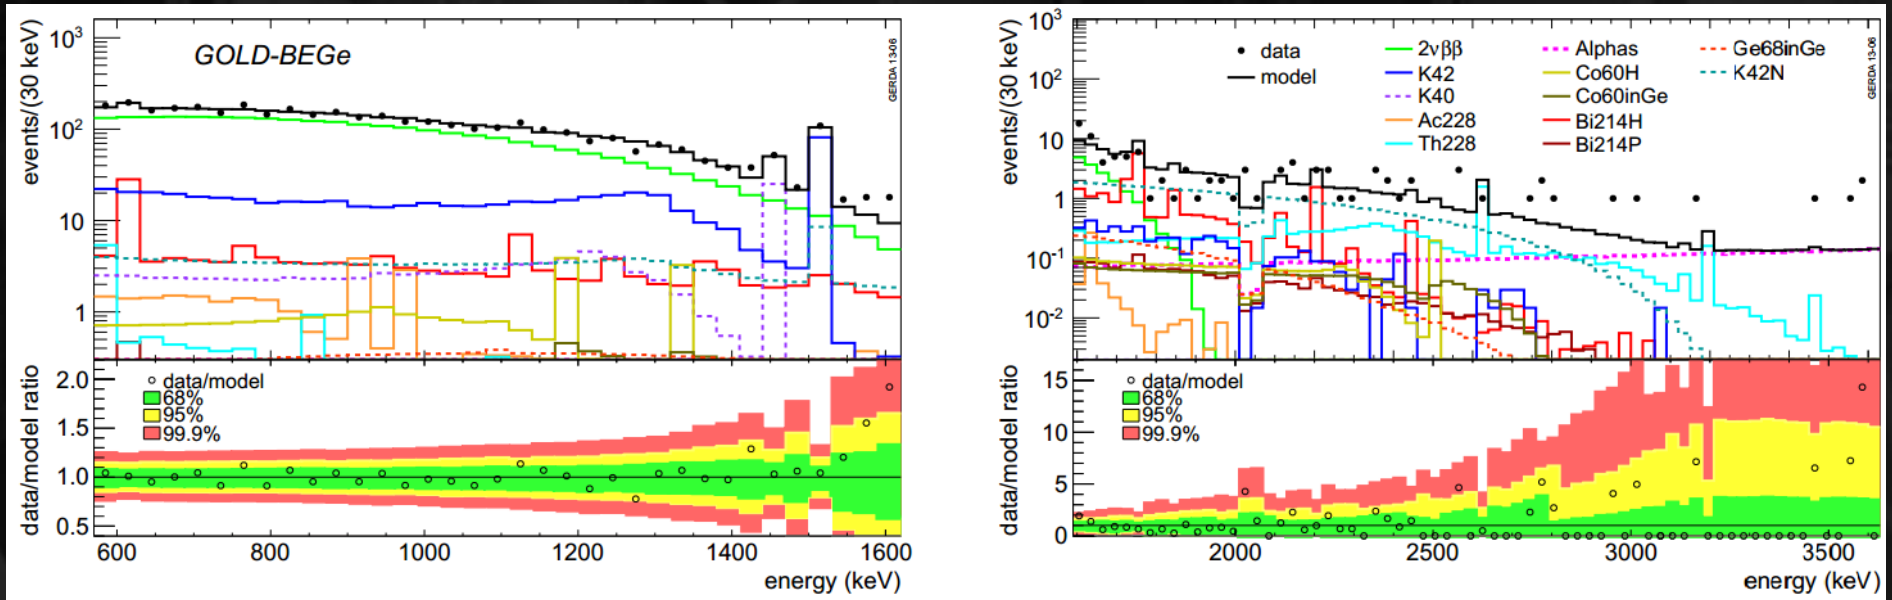 GOLD-BEGe
GERDA 13-06
events/(30 keV)
10³
10²
10
1
data/model ratio
2.0
1.5
1.0
0.5
data/model
68%
95%
99.9%
600
800
1000
1200
1400
1600
energy (keV)
events/(30 keV)
10³
10²
10
1
10⁻¹
10⁻²
data
model
2νββ
K42
K40
Ac228
Th228
Alphas
Co60H
Co60inGe
Bi214H
Bi214P
Ge68inGe
K42N
GERDA 13-06
data/model ratio
15
10
5
0
data/model
68%
95%
99.9%
2000
2500
3000
3500
energy (keV)